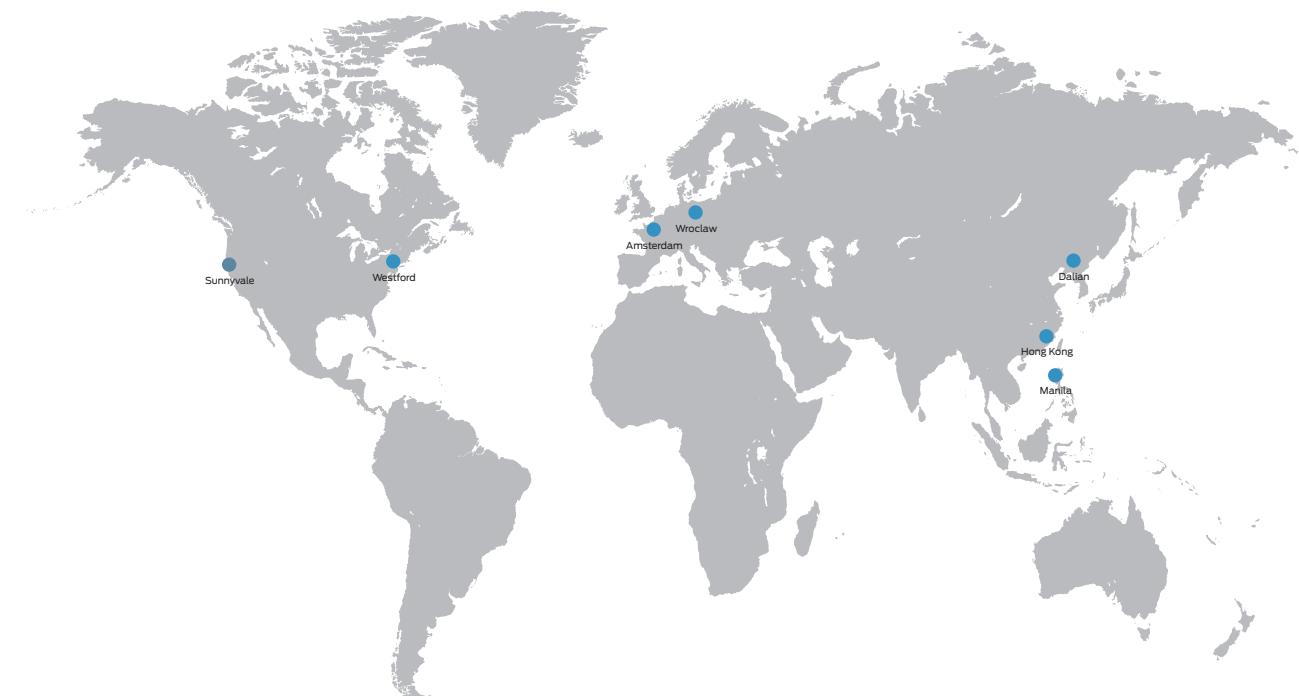 Wroclaw
Amsterdam
Sunnyvale
Westford
Dalian
Hong Kong
Manila